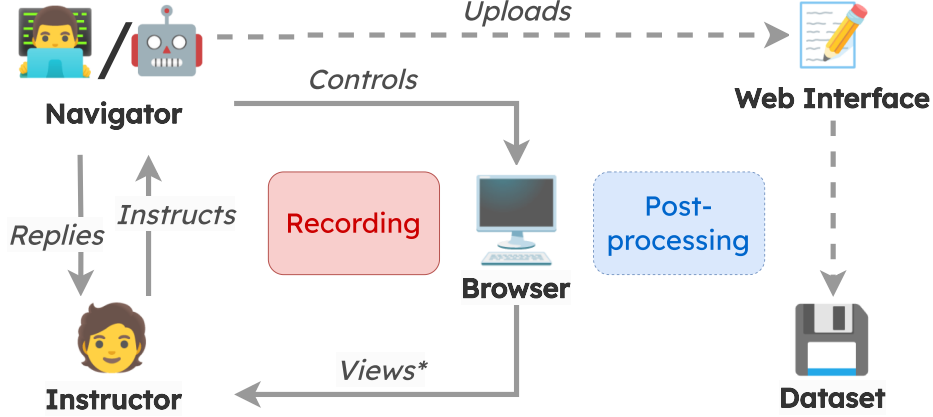 Uploads
/
Controls
Navigator
Web Interface
Replies
Instructs
Recording
Post-
processing
Browser
Views*
Instructor
Dataset